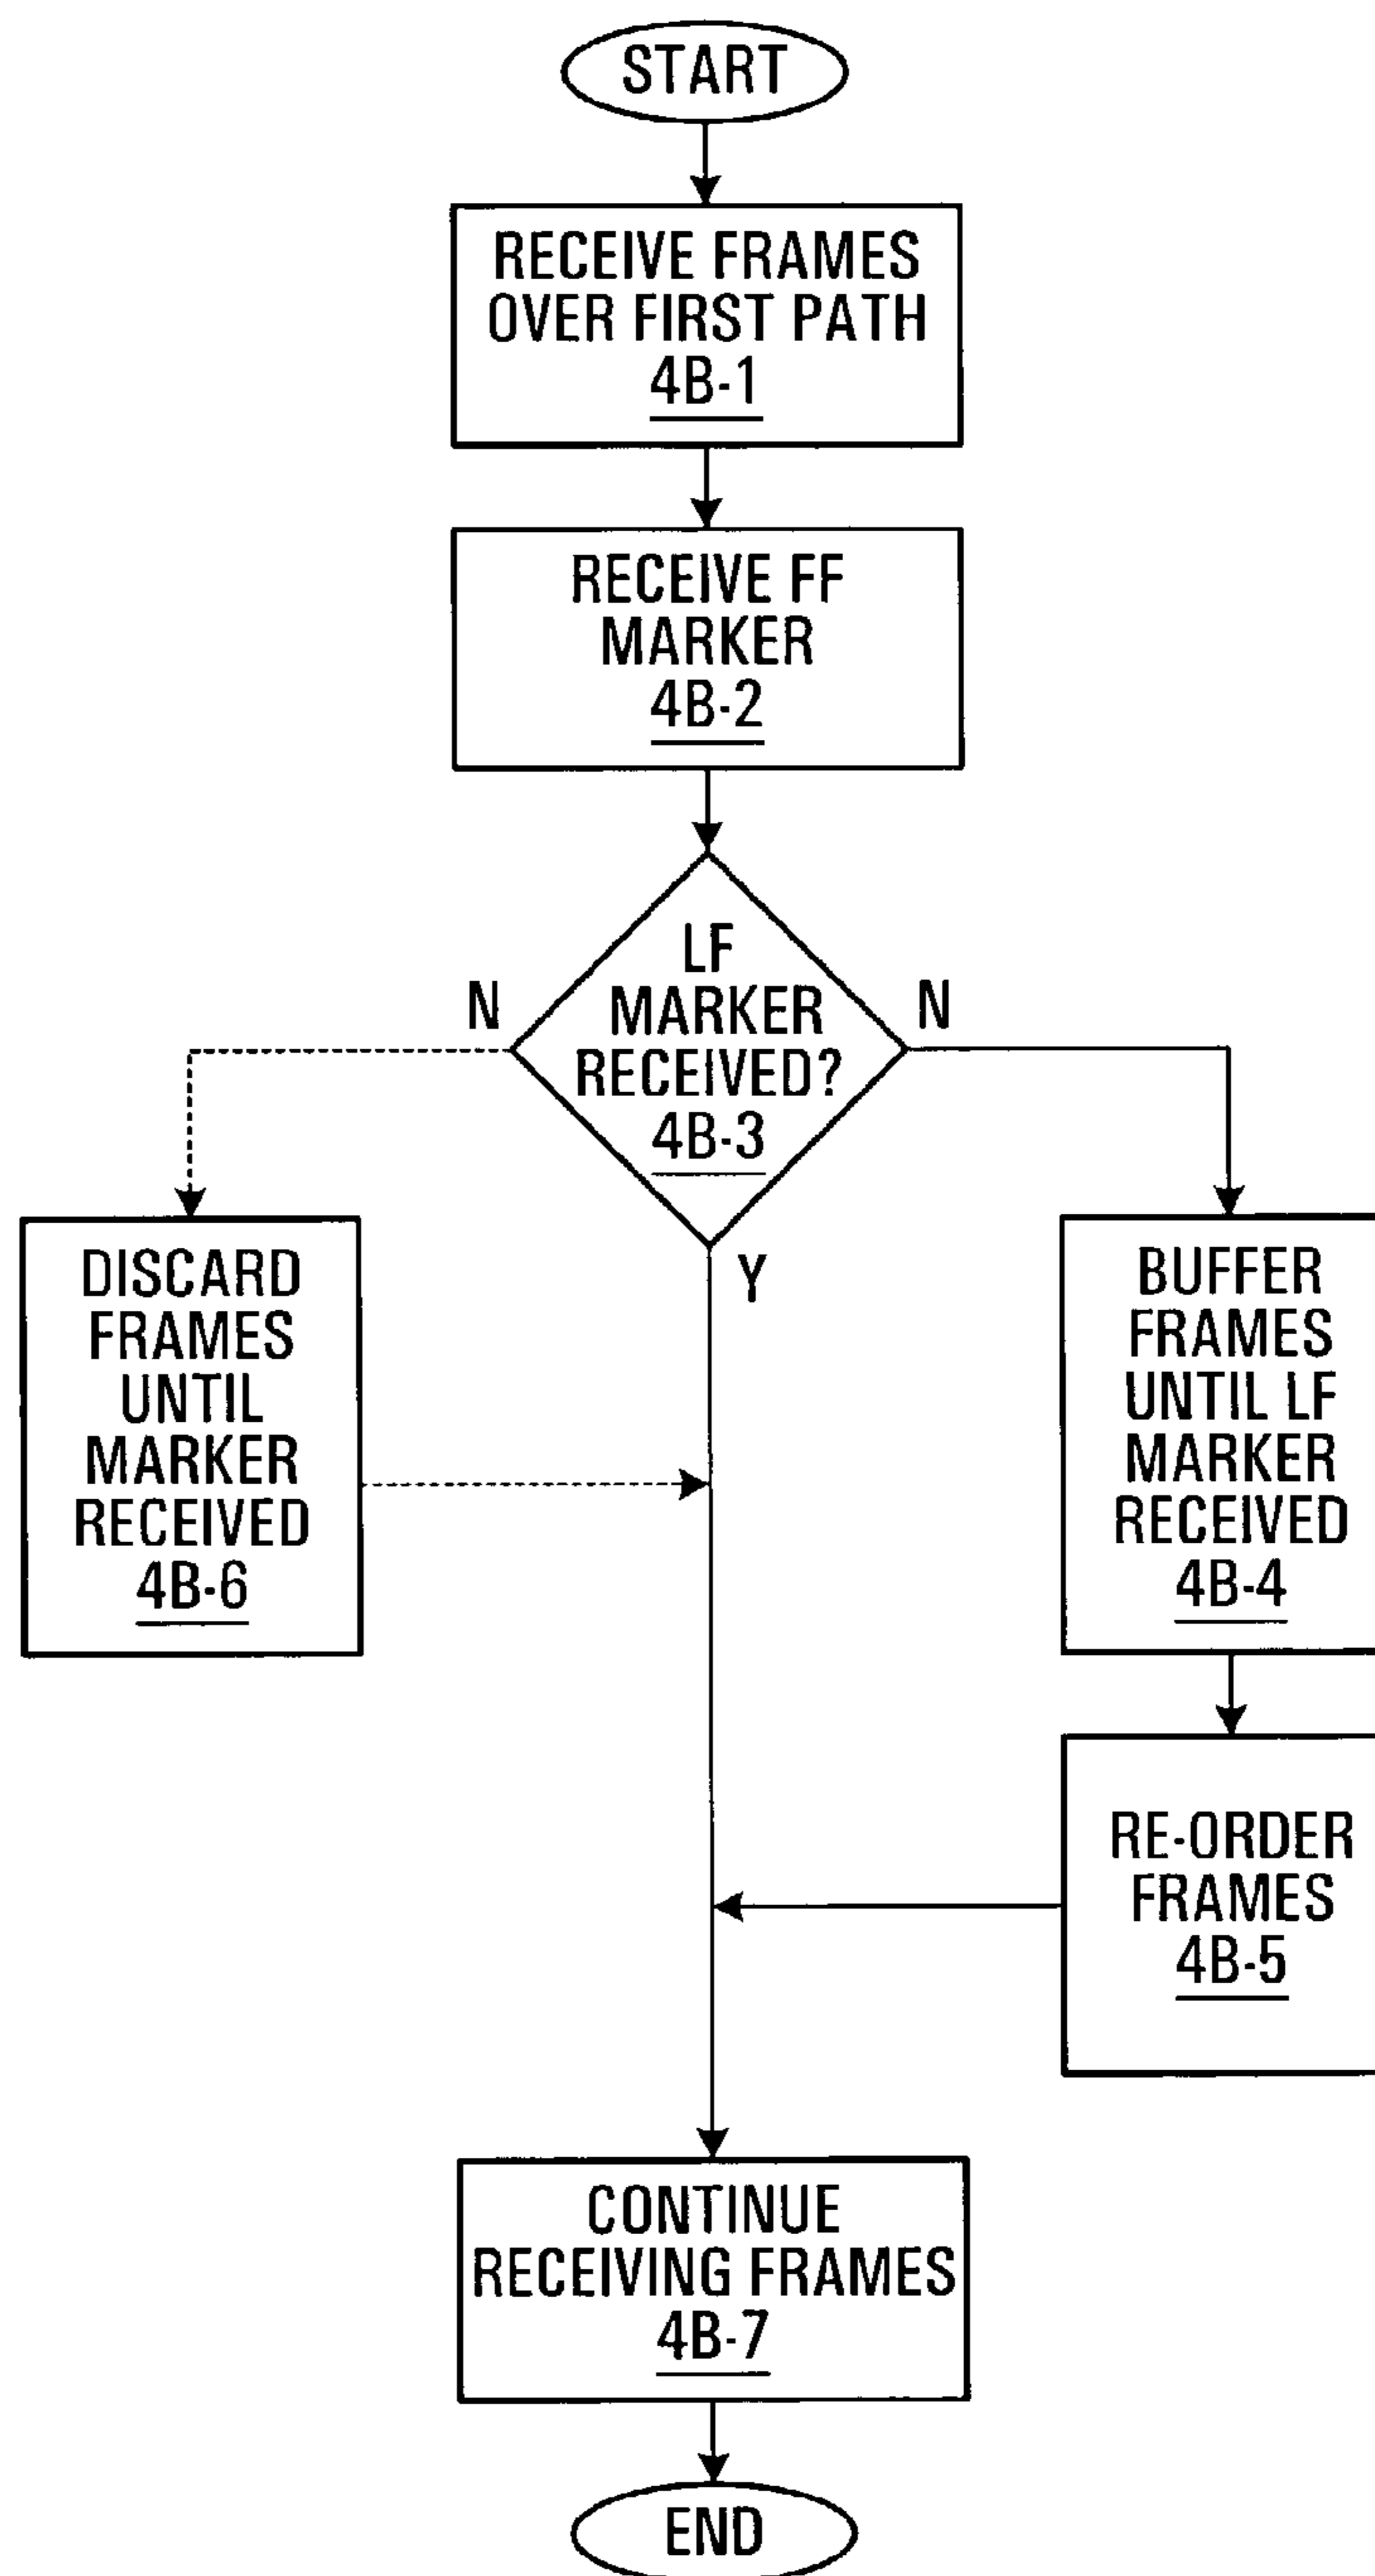 START
RECEIVE FRAMES
OVER FIRST PATH
4B-1
RECEIVE FF
MARKER
4B-2
LF
MARKER
RECEIVED?
4B-3
N
N
Y
DISCARD
FRAMES
UNTIL
MARKER
RECEIVED
4B-6
BUFFER
FRAMES
UNTIL LF
MARKER
RECEIVED
4B-4
RE-ORDER
FRAMES
4B-5
CONTINUE
RECEIVING FRAMES
4B-7
END